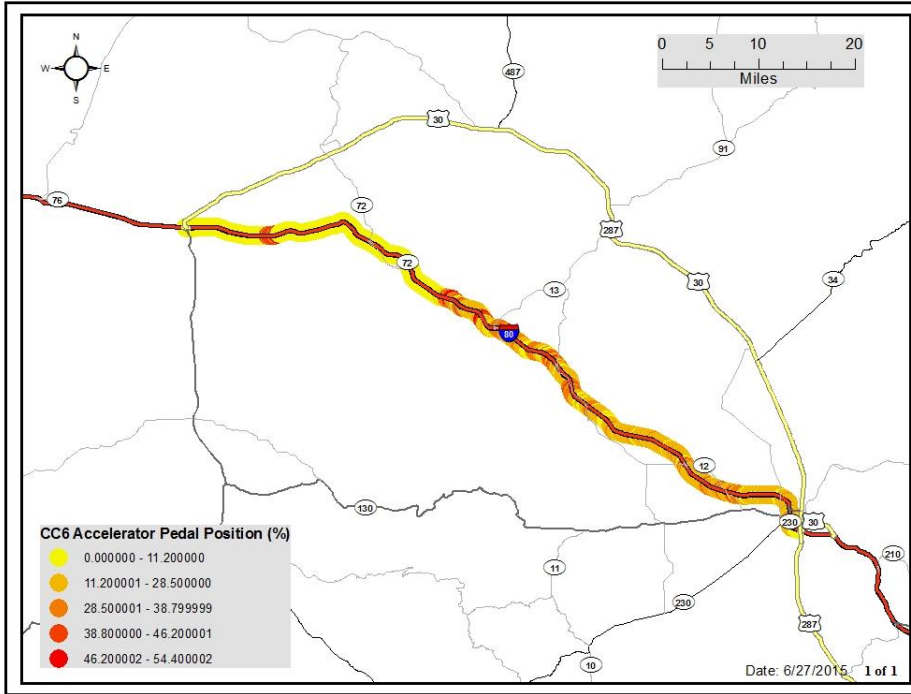 N
W E
S
0 5 10 20
Miles
487
30
91
76
72
287
72
30
34
13
80
12
130
230
30
210
11
230
287
10
CC6 Accelerator Pedal Position (%)
0.000000 - 11.200000
11.200001 - 28.500000
28.500001 - 38.799999
38.800000 - 46.200001
46.200002 - 54.400002
Date: 6/27/2015 1 of 1